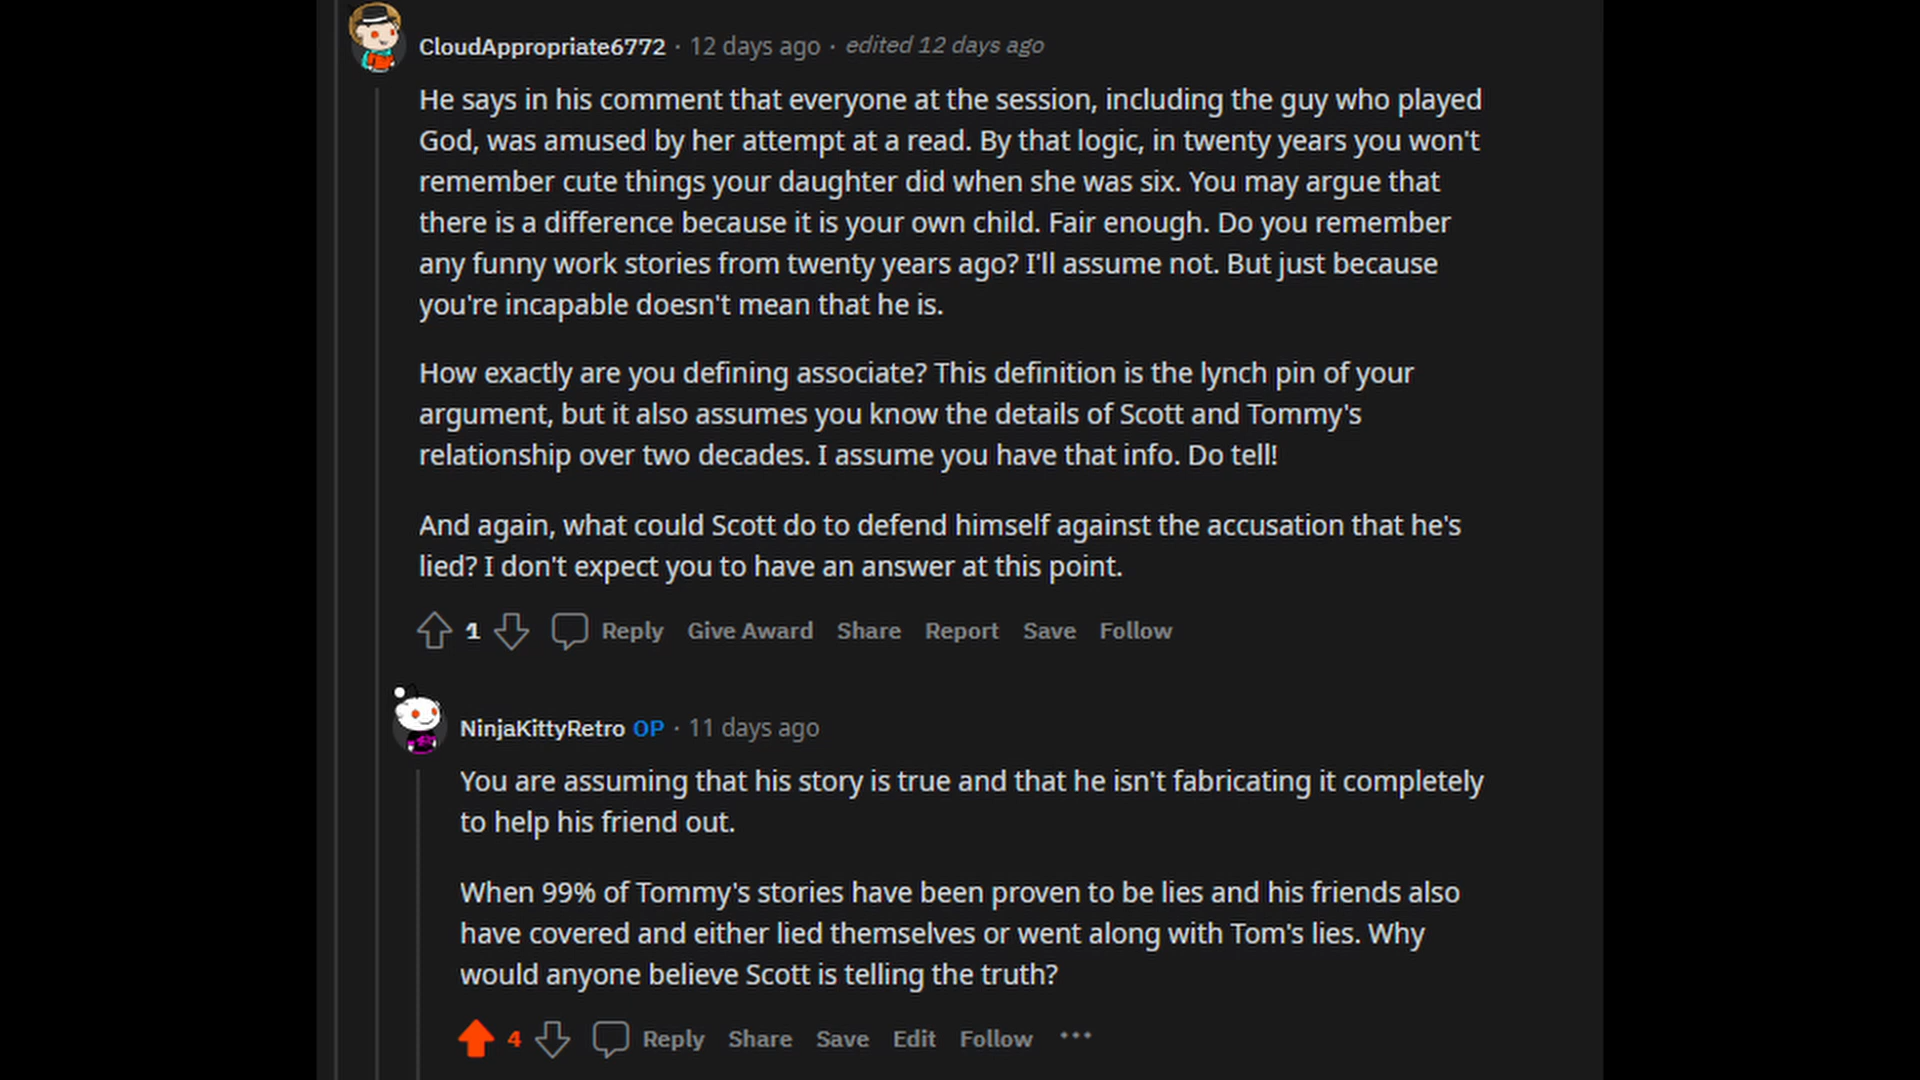 CloudAppropriate6772 · 12 days ago · edited 12 days ago
He says in his comment that everyone at the session, including the guy who played
God, was amused by her attempt at a read. By that logic, in twenty years you won't
remember cute things your daughter did when she was six. You may argue that
there is a difference because it is your own child. Fair enough. Do you remember
any funny work stories from twenty years ago? I'll assume not. But just because
you're incapable doesn't mean that he is.
How exactly are you defining associate? This definition is the lynch pin of your
argument, but it also assumes you know the details of Scott and Tommy's
relationship over two decades. I assume you have that info. Do tell!
And again, what could Scott do to defend himself against the accusation that he's
lied? I don't expect you to have an answer at this point.
1 Reply Give Award Share Report Save Follow
NinjaKittyRetro OP · 11 days ago
You are assuming that his story is true and that he isn't fabricating it completely
to help his friend out.
When 99% of Tommy's stories have been proven to be lies and his friends also
have covered and either lied themselves or went along with Tom's lies. Why
would anyone believe Scott is telling the truth?
4 Reply Share Save Edit Follow ···